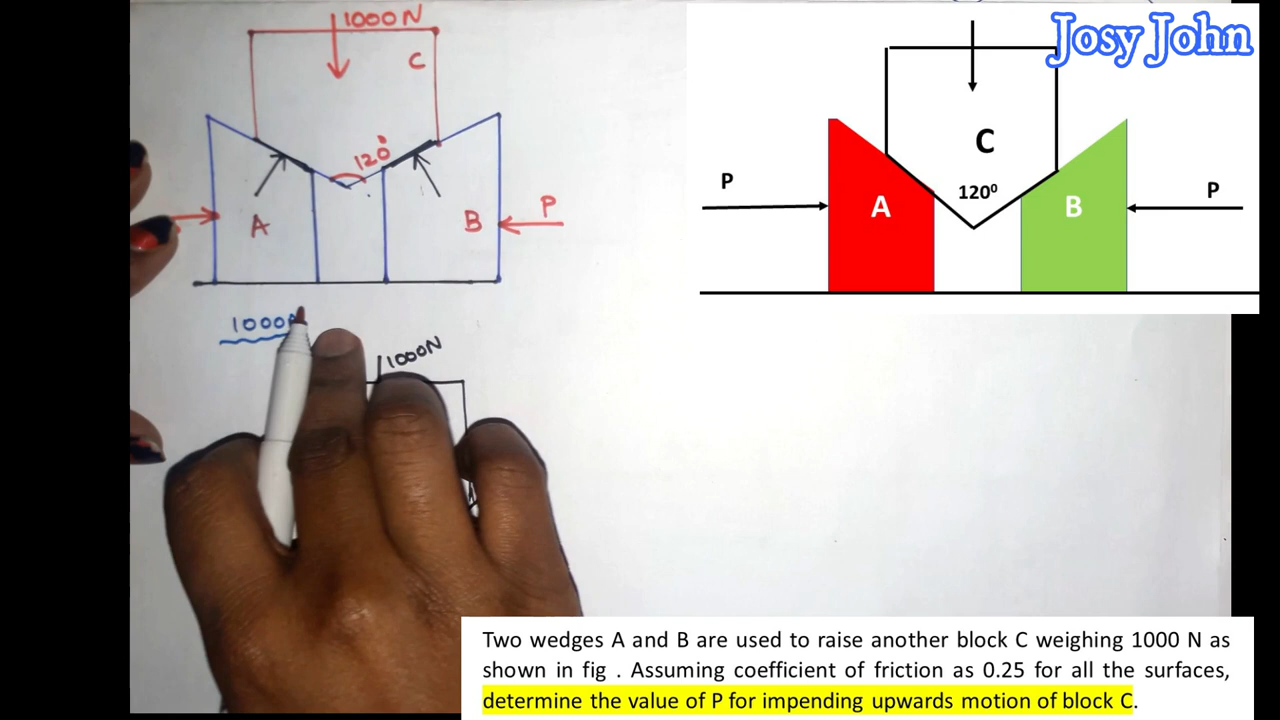 1000N
C
120°
A
B
P
1000N
1000N
Josy John
C
120⁰
P
P
A
B
Two wedges A and B are used to raise another block C weighing 1000 N as
shown in fig . Assuming coefficient of friction as 0.25 for all the surfaces,
determine the value of P for impending upwards motion of block C.